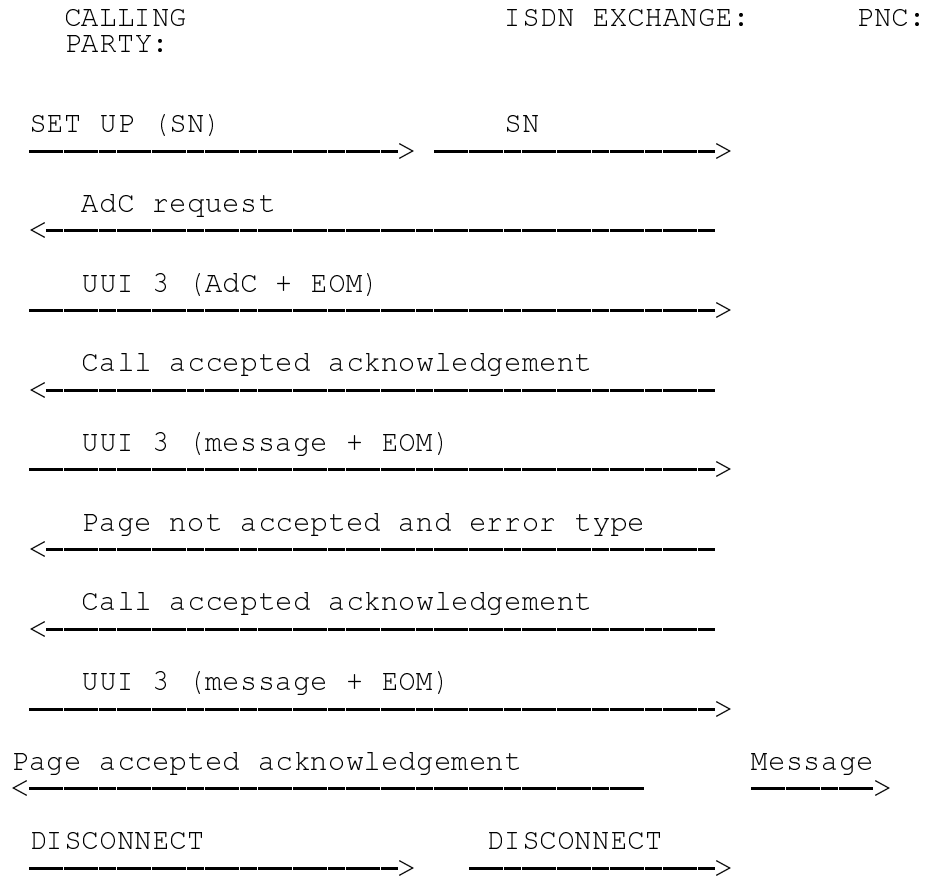 CALLING ISDN EXCHANGE: PNC:
PARTY:
SET UP (SN) SN
AdC request
UUI 3 (AdC + EOM)
Call accepted acknowledgement
UUI 3 (message + EOM)
Page not accepted and error type
Call accepted acknowledgement
UUI 3 (message + EOM)
Page accepted acknowledgement Message
DISCONNECT DISCONNECT